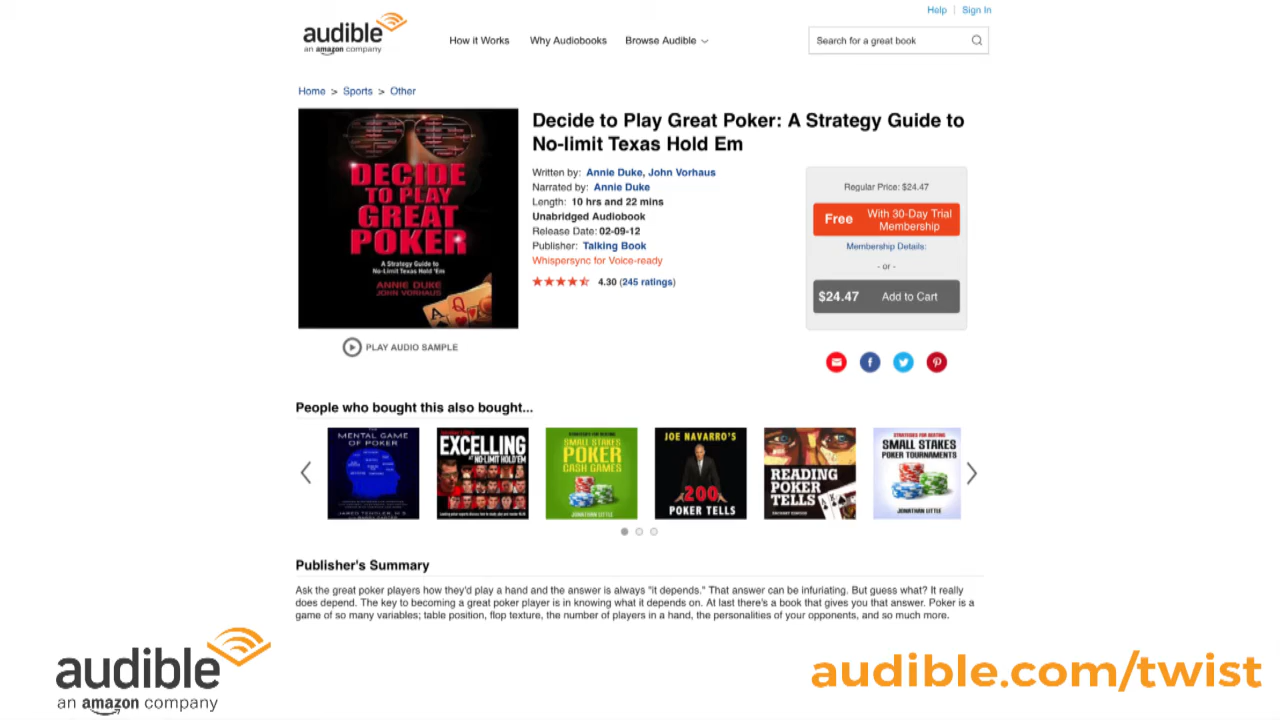 Help | Sign In
audible
an amazon company
How it Works
Why Audiobooks
Browse Audible
Search for a great book
Home > Sports > Other
DECIDE
TO PLAY
GREAT
POKER
A Strategy Guide to
No-Limit Texas Hold 'Em
ANNIE DUKE
JOHN VORHAUS
A
Q
PLAY AUDIO SAMPLE
Decide to Play Great Poker: A Strategy Guide to
No-limit Texas Hold Em
Written by: Annie Duke, John Vorhaus
Narrated by: Annie Duke
Length: 10 hrs and 22 mins
Unabridged Audiobook
Release Date: 02-09-12
Publisher: Talking Book
Whispersync for Voice-ready
4.30 (245 ratings)
Regular Price: $24.47
Free With 30-Day Trial
Membership
Membership Details:
- or -
$24.47 Add to Cart
People who bought this also bought...
THE
MENTAL GAME
OF POKER
EXCELLING
AT NO-LIMIT HOLD'EM
STRATEGIES FOR BEATING
SMALL STAKES
POKER
CASH GAMES
JONATHAN LITTLE
JOE NAVARRO'S
200
POKER TELLS
READING
POKER
TELLS
STRATEGIES FOR BEATING
SMALL STAKES
POKER TOURNAMENTS
JONATHAN LITTLE
Publisher's Summary
Ask the great poker players how they'd play a hand and the answer is always "it depends." That answer can be infuriating. But guess what? It really
does depend. The key to becoming a great poker player is in knowing what it depends on. At last there's a book that gives you that answer. Poker is a
game of so many variables; table position, flop texture, the number of players in a hand, the personalities of your opponents, and so much more.
audible
an amazon company
audible.com/twist